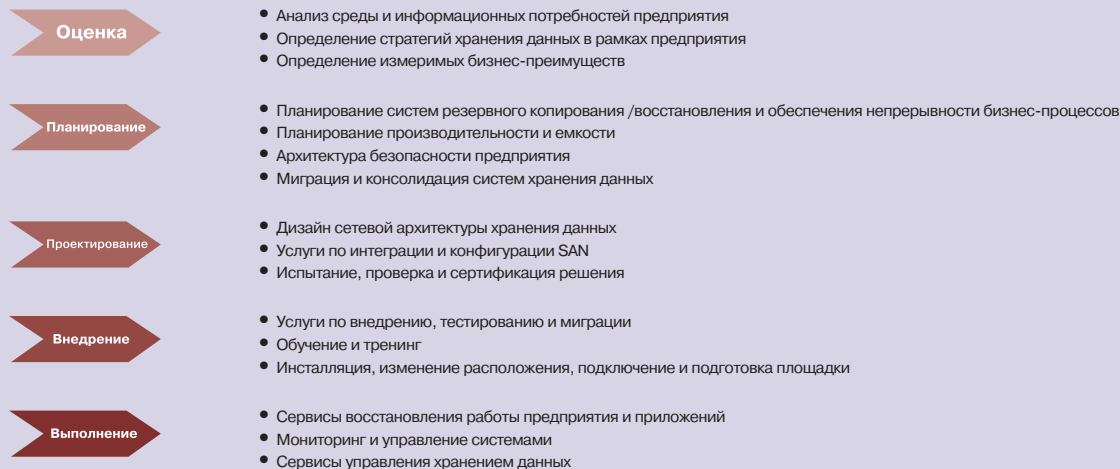 Оценка
• Анализ среды и информационных потребностей предприятия
• Определение стратегий хранения данных в рамках предприятия
• Определение измеримых бизнес-преимуществ
Планирование
• Планирование систем резервного копирования /восстановления и обеспечения непрерывности бизнес-процессов
• Планирование производительности и емкости
• Архитектура безопасности предприятия
• Миграция и консолидация систем хранения данных
Проектирование
• Дизайн сетевой архитектуры хранения данных
• Услуги по интеграции и конфигурации SAN
• Испытание, проверка и сертификация решения
Внедрение
• Услуги по внедрению, тестированию и миграции
• Обучение и тренинг
• Инсталляция, изменение расположения, подключение и подготовка площадки
Выполнение
• Сервисы восстановления работы предприятия и приложений
• Мониторинг и управление системами
• Сервисы управления хранением данных